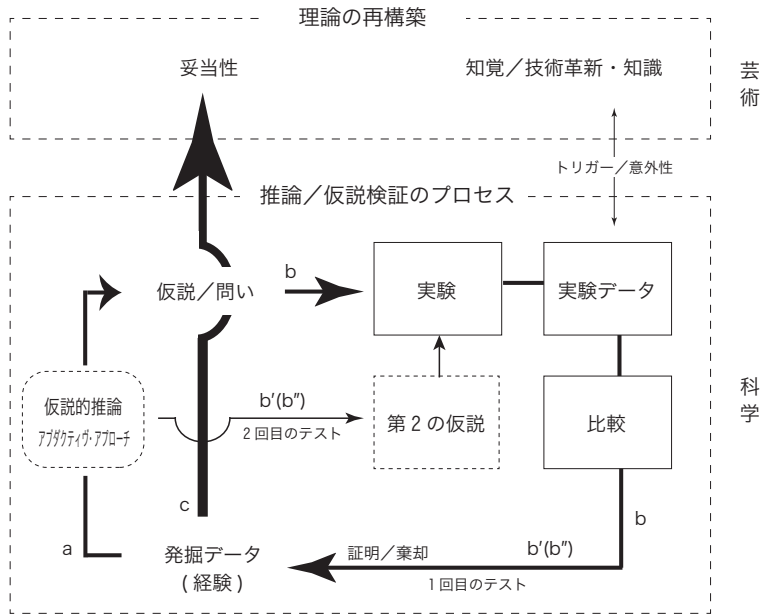 理論の再構築
妥当性
知覚／技術革新・知識
芸術
トリガー／意外性
推論／仮説検証のプロセス
仮説／問い
b
実験
実験データ
仮説的推論
アブダクティヴ・アプローチ
b′(b″)
2回目のテスト
第2の仮説
比較
科学
c
b
a
発掘データ
(経験)
証明／棄却
b′(b″)
1回目のテスト